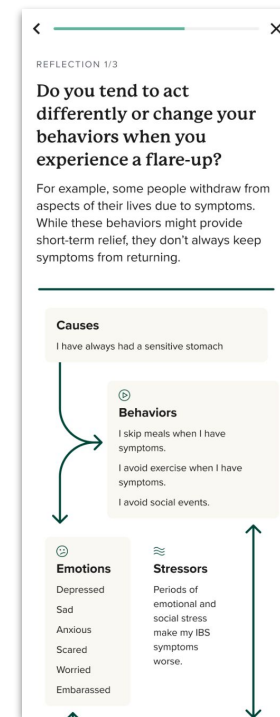 REFLECTION 1/3
Do you tend to act
differently or change your
behaviors when you
experience a flare-up?
For example, some people withdraw from
aspects of their lives due to symptoms.
While these behaviors might provide
short-term relief, they don't always keep
symptoms from returning.
Causes
I have always had a sensitive stomach
Behaviors
I skip meals when I have
symptoms.
I avoid exercise when I have
symptoms.
I avoid social events.
Emotions
Depressed
Sad
Anxious
Scared
Worried
Embarassed
Stressors
Periods of
emotional and
social stress
make my IBS
symptoms
worse.